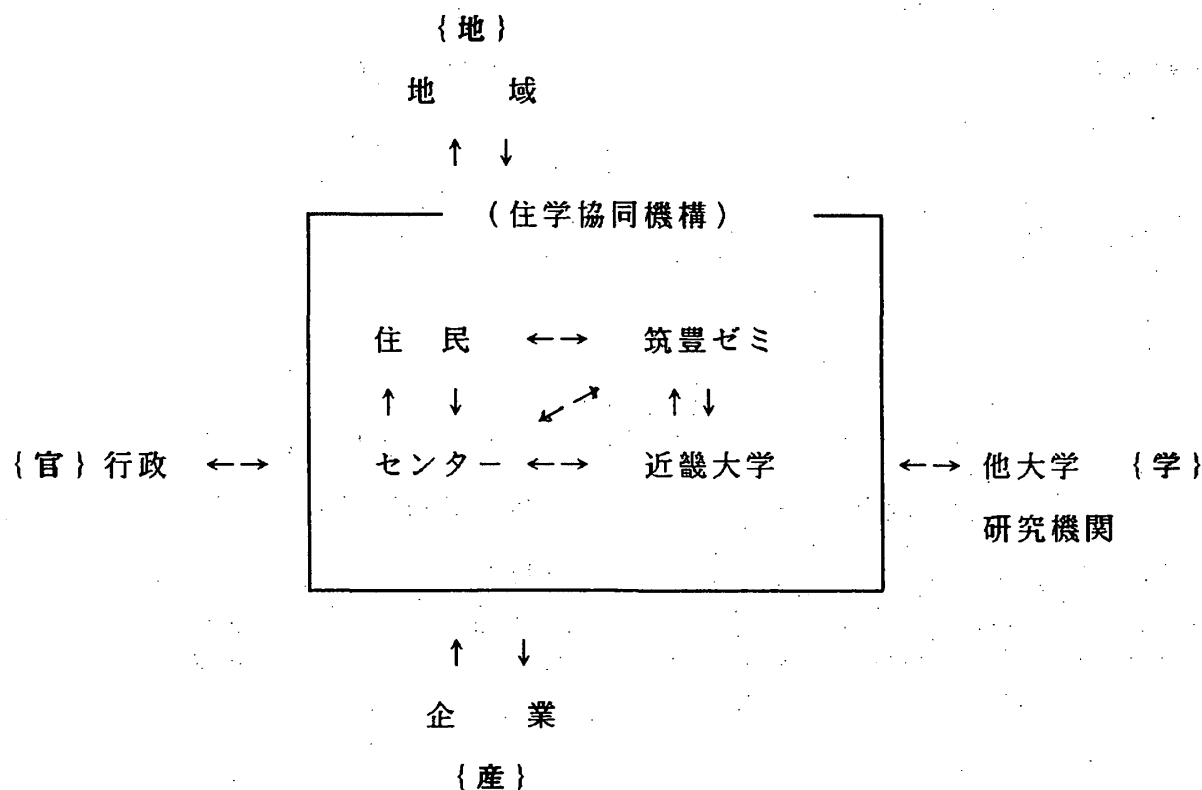 {地}
地 域
↑ ↓
(住学協同機構)
住 民 ←→ 筑豊ゼミ
↑ ↓ ↑↓
{官}行政 ←→ センター ←→ 近畿大学 ←→ 他大学 {学}
研究機関
↑ ↓
企 業
{産}